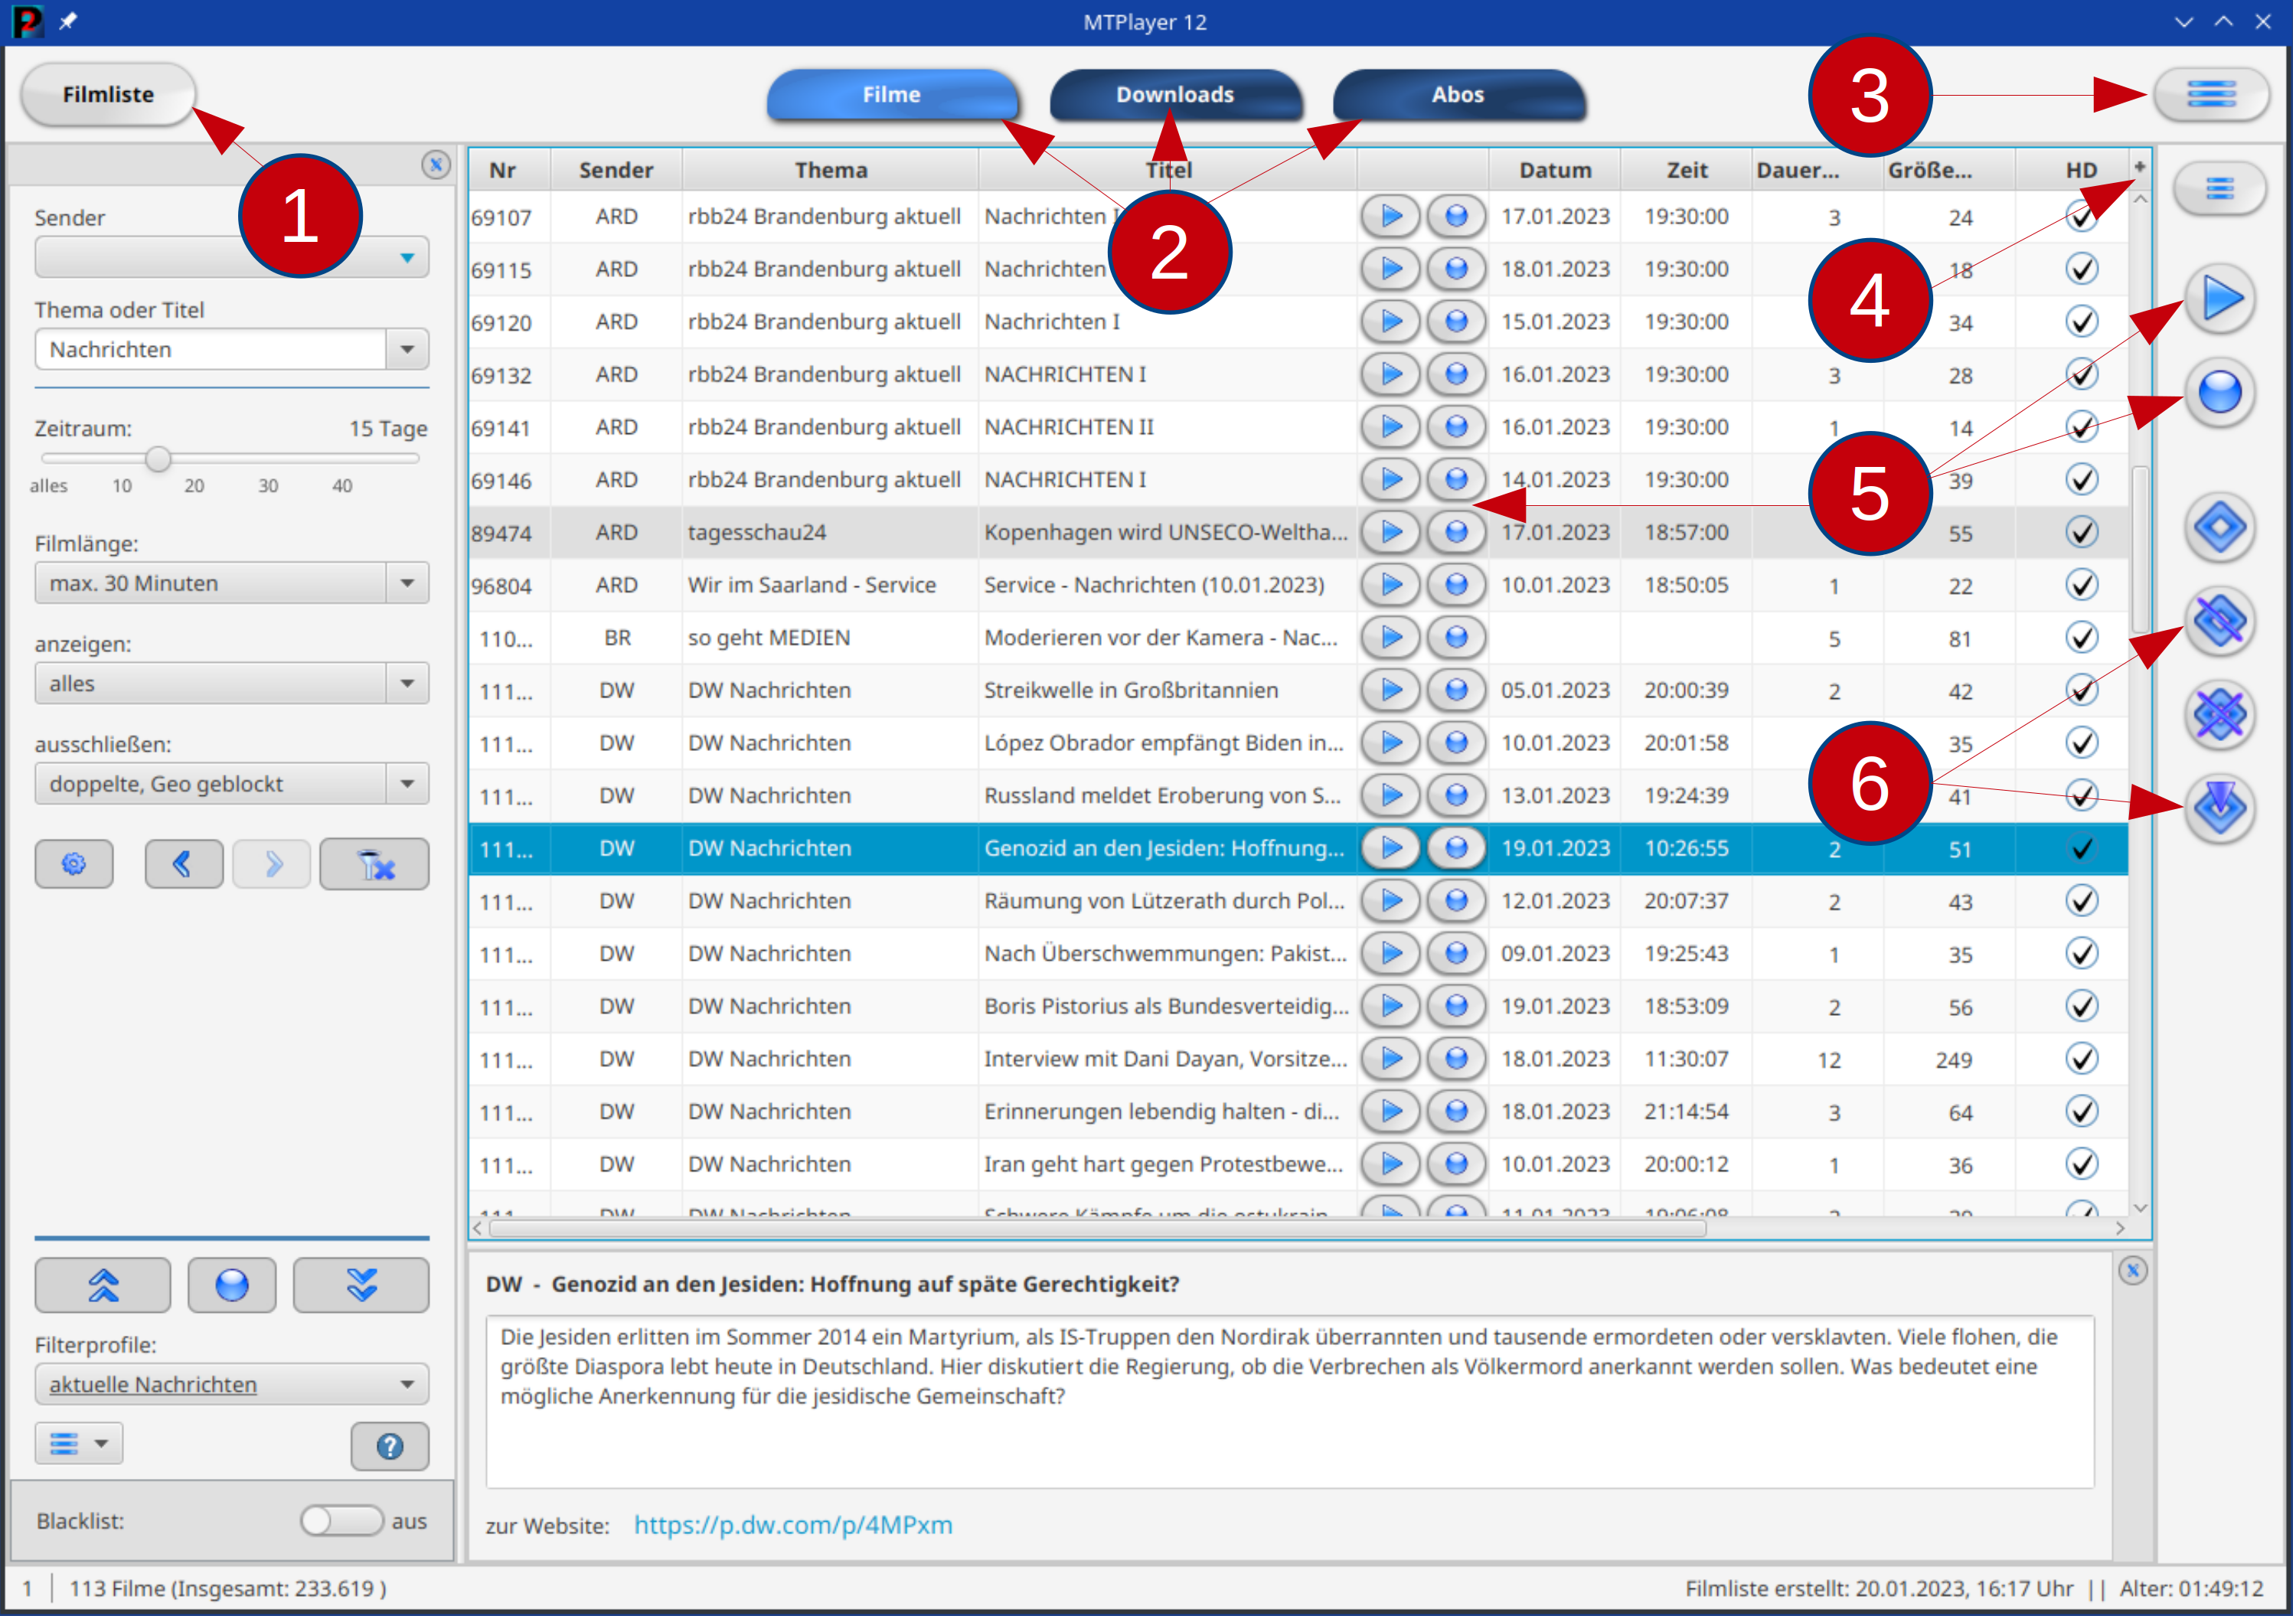 MTPlayer 12
Filmliste
Filme
Downloads
Abos
1
2
3
4
5
6
Sender
Thema oder Titel
Nachrichten
Zeitraum: 15 Tage
alles 10 20 30 40
Filmlänge:
max. 30 Minuten
anzeigen:
alles
ausschließen:
doppelte, Geo geblockt
Filterprofile:
aktuelle Nachrichten
Blacklist: aus
Nr Sender Thema Titel Datum Zeit Dauer... Größe... HD +
69107 ARD rbb24 Brandenburg aktuell Nachrichten I 17.01.2023 19:30:00 3 24
69115 ARD rbb24 Brandenburg aktuell Nachrichten 18.01.2023 19:30:00 18
69120 ARD rbb24 Brandenburg aktuell Nachrichten I 15.01.2023 19:30:00 34
69132 ARD rbb24 Brandenburg aktuell NACHRICHTEN I 16.01.2023 19:30:00 3 28
69141 ARD rbb24 Brandenburg aktuell NACHRICHTEN II 16.01.2023 19:30:00 1 14
69146 ARD rbb24 Brandenburg aktuell NACHRICHTEN I 14.01.2023 19:30:00 39
89474 ARD tagesschau24 Kopenhagen wird UNSECO-Weltha... 17.01.2023 18:57:00 55
96804 ARD Wir im Saarland - Service Service - Nachrichten (10.01.2023) 10.01.2023 18:50:05 1 22
110... BR so geht MEDIEN Moderieren vor der Kamera - Nac... 5 81
111... DW DW Nachrichten Streikwelle in Großbritannien 05.01.2023 20:00:39 2 42
111... DW DW Nachrichten López Obrador empfängt Biden in... 10.01.2023 20:01:58 35
111... DW DW Nachrichten Russland meldet Eroberung von S... 13.01.2023 19:24:39 41
111... DW DW Nachrichten Genozid an den Jesiden: Hoffnung... 19.01.2023 10:26:55 2 51
111... DW DW Nachrichten Räumung von Lützerath durch Pol... 12.01.2023 20:07:37 2 43
111... DW DW Nachrichten Nach Überschwemmungen: Pakist... 09.01.2023 19:25:43 1 35
111... DW DW Nachrichten Boris Pistorius als Bundesverteidig... 19.01.2023 18:53:09 2 56
111... DW DW Nachrichten Interview mit Dani Dayan, Vorsitze... 18.01.2023 11:30:07 12 249
111... DW DW Nachrichten Erinnerungen lebendig halten - di... 18.01.2023 21:14:54 3 64
111... DW DW Nachrichten Iran geht hart gegen Protestbewe... 10.01.2023 20:00:12 1 36
DW - Genozid an den Jesiden: Hoffnung auf späte Gerechtigkeit?
Die Jesiden erlitten im Sommer 2014 ein Martyrium, als IS-Truppen den Nordirak überrannten und tausende ermordeten oder versklavten. Viele flohen, die
größte Diaspora lebt heute in Deutschland. Hier diskutiert die Regierung, ob die Verbrechen als Völkermord anerkannt werden sollen. Was bedeutet eine
mögliche Anerkennung für die jesidische Gemeinschaft?
zur Website: https://p.dw.com/p/4MPxm
1 113 Filme (Insgesamt: 233.619 )
Filmliste erstellt: 20.01.2023, 16:17 Uhr || Alter: 01:49:12